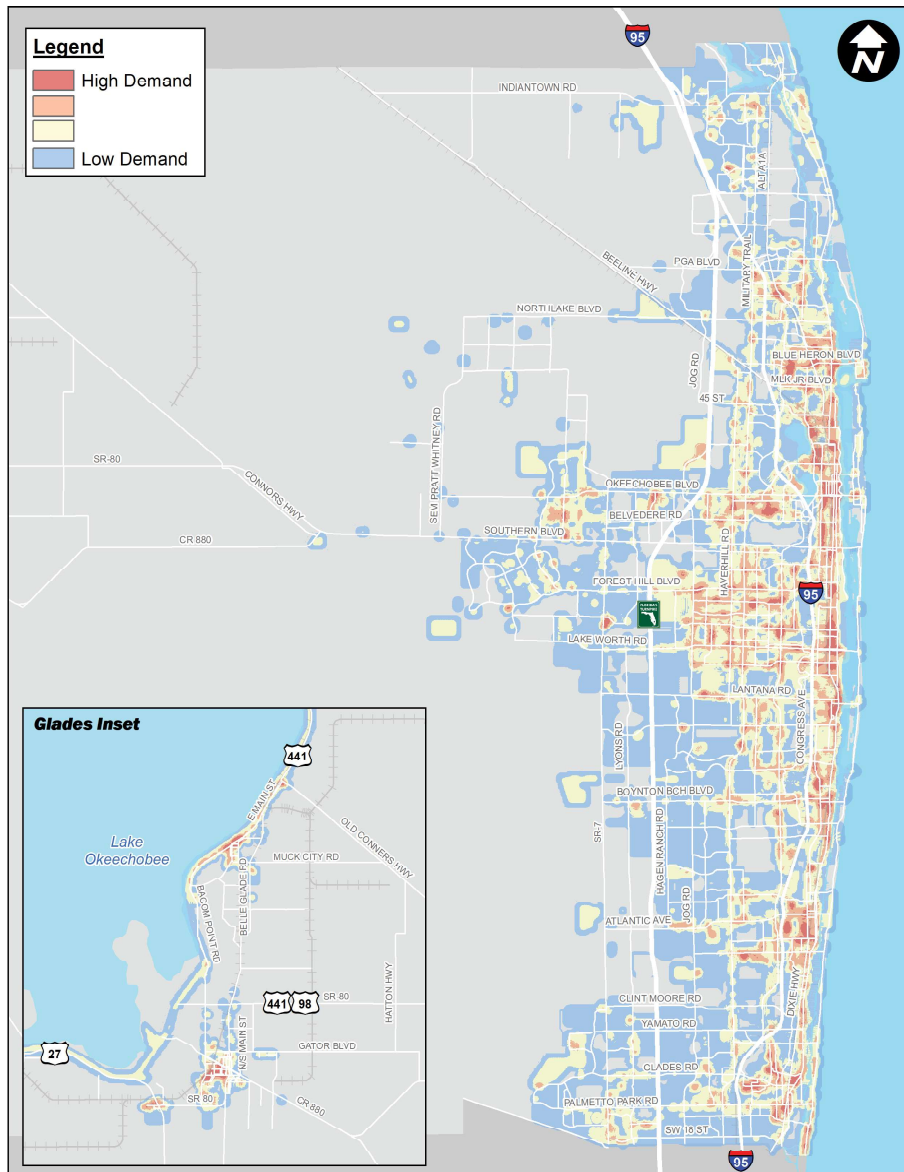 Legend
High Demand
Low Demand
95
N
INDIANTOWN RD
ALT A1A
MILITARY TRAIL
BEELINE HWY
PGA BLVD
NORTHLAKE BLVD
BLUE HERON BLVD
MLK JR BLVD
JOG RD
45 ST
SEMI PRATT WHITNEY RD
SR-80
CONNORS HWY
OKEECHOBEE BLVD
BELVEDERE RD
SOUTHERN BLVD
CR 880
HAVERHILL RD
FOREST HILL BLVD
95
LAKE WORTH RD
LANTANA RD
CONGRESS AVE
LYONS RD
BOYNTON BCH BLVD
SR-7
HAGEN RANCH RD
JOG RD
ATLANTIC AVE
DIXIE HWY
CLINT MOORE RD
YAMATO RD
GLADES RD
PALMETTO PARK RD
SW 18 ST
95
Glades Inset
441
E MAIN ST
Lake
Okeechobee
OLD CONNERS HWY
MUCK CITY RD
BACOM POINT RD
BELLE GLADE RD
HATTON HWY
441
98
SR 80
N/S MAIN ST
27
GATOR BLVD
SR 80
CR 880